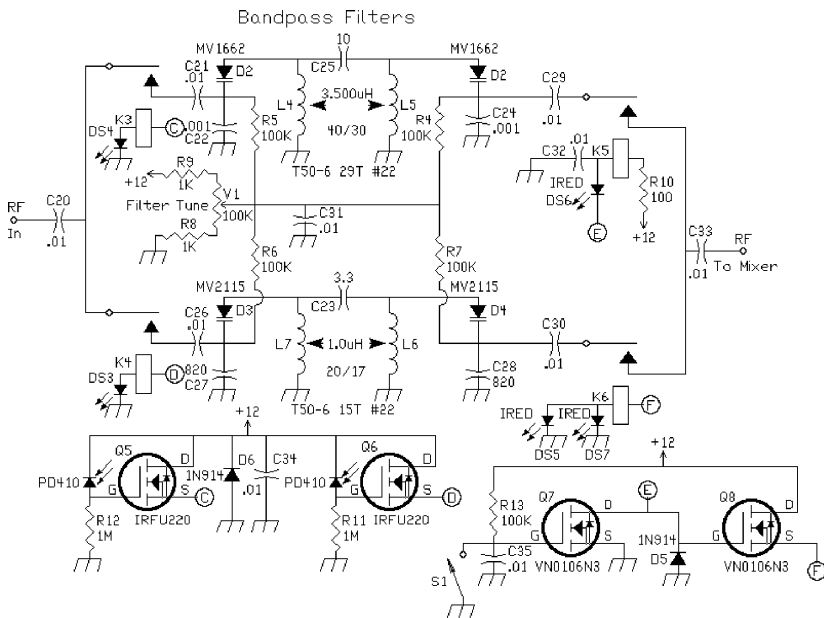 Bandpass Filters
MV1662
10
MV1662
C21
.01
D2
C25
D2
C29
.01
3.500uH
L4
L5
40/30
R5
100K
R4
100K
C24
.001
K3
C
DS4
.001
C22
T50-6 29T #22
.01
C32
K5
IRED
DS6
E
R10
100
+12
R9
1K
+12
V1
100K
Filter Tune
R8
1K
C31
.01
RF
In
C20
.01
C33
.01
RF
To Mixer
R6
100K
R7
100K
MV2115
3.3
MV2115
C26
.01
D3
C23
D4
C30
.01
L7
1.0uH
L6
20/17
K4
D
DS3
820
C27
C28
820
T50-6 15T #22
IRED
IRED
K6
F
DS5
DS7
+12
Q5
D
G
S
C
PD410
IRFU220
R12
1M
1N914
D6
C34
.01
Q6
D
G
S
D
PD410
IRFU220
R11
1M
+12
R13
100K
Q7
D
G
S
VN0106N3
E
Q8
D
G
S
VN0106N3
1N914
D5
F
C35
.01
S1